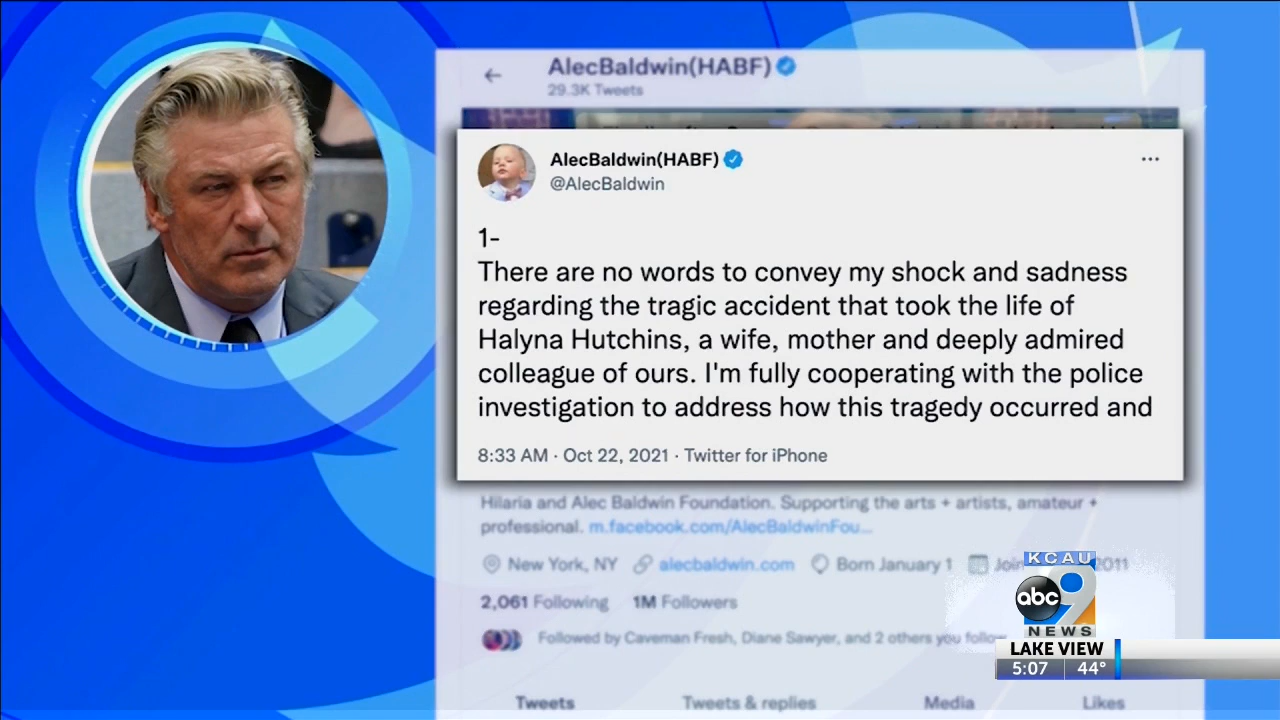 AlecBaldwin(HABF)
29.3K Tweets
AlecBaldwin(HABF)
@AlecBaldwin
1-
There are no words to convey my shock and sadness
regarding the tragic accident that took the life of
Halyna Hutchins, a wife, mother and deeply admired
colleague of ours. I'm fully cooperating with the police
investigation to address how this tragedy occurred and
8:33 AM · Oct 22, 2021 · Twitter for iPhone
Hilaria and Alec Baldwin Foundation. Supporting the arts + artists, amateur +
professional. m.facebook.com/AlecBaldwinFou...
New York, NY alecbaldwin.com Born January 1 2011
2,061 Following 1M Followers
Followed by Caveman Fresh, Diane Sawyer, and 2 others you follow
Tweets Tweets & replies Media Likes
KCAU
abc 9
NEWS
LAKE VIEW
5:07 44°